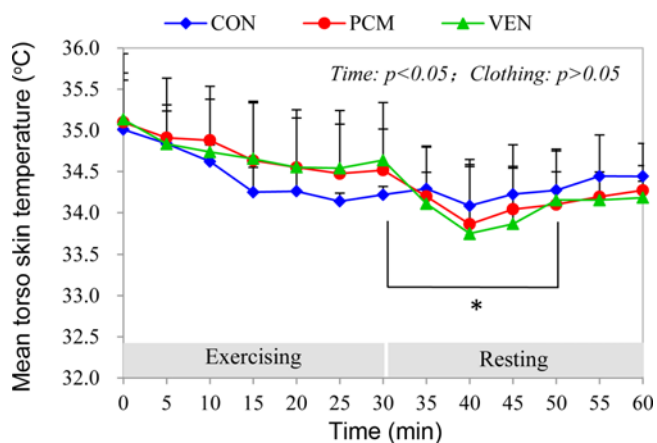 CON PCM VEN
Time: p<0.05; Clothing: p>0.05
Mean torso skin temperature (°C)
36.0
35.5
35.0
34.5
34.0
33.5
33.0
32.5
32.0
*
Exercising Resting
0 5 10 15 20 25 30 35 40 45 50 55 60
Time (min)